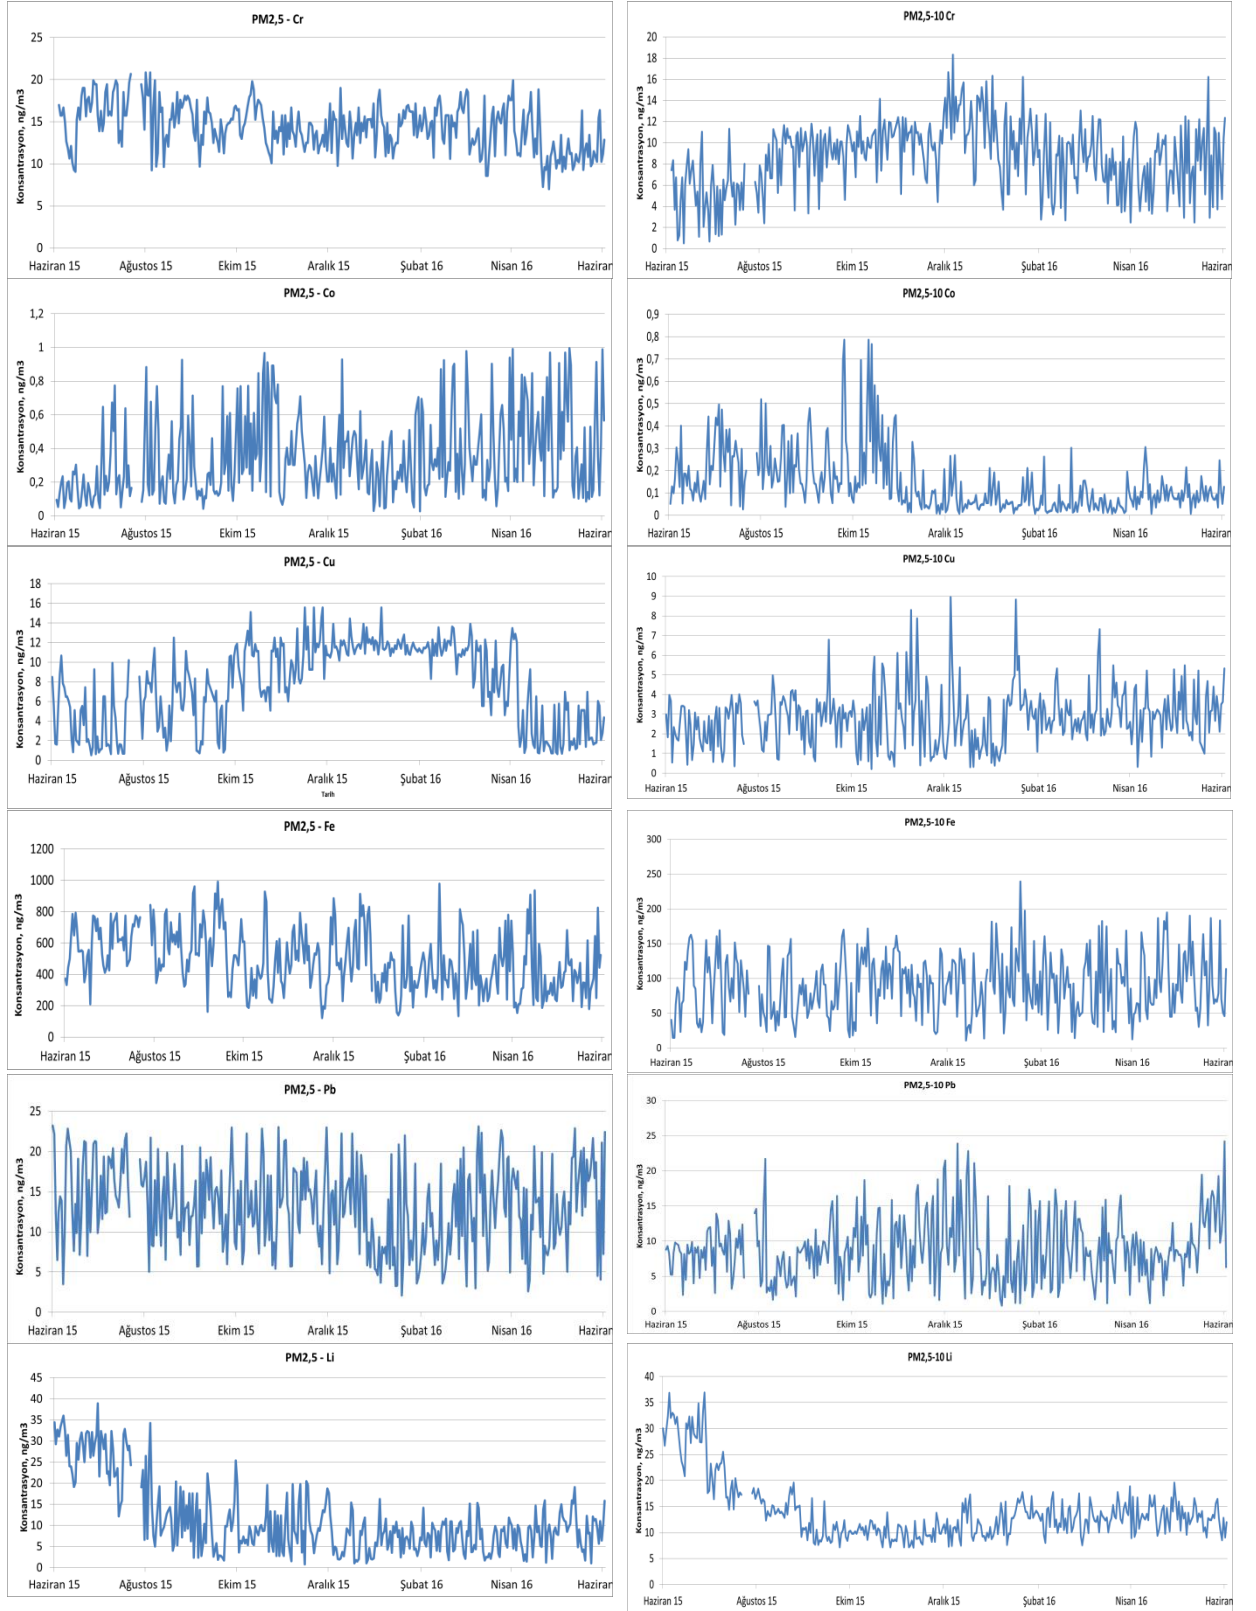 PM2,5 - Cr
Konsantrasyon, ng/m3
25
20
15
10
5
0
Haziran 15 Ağustos 15 Ekim 15 Aralık 15 Şubat 16 Nisan 16 Haziran
PM2,5-10 Cr
Konsantrasyon, ng/m3
20
18
16
14
12
10
8
6
4
2
0
Haziran 15 Ağustos 15 Ekim 15 Aralık 15 Şubat 16 Nisan 16 Haziran
PM2,5 - Co
Konsantrasyon, ng/m3
1,2
1
0,8
0,6
0,4
0,2
0
Haziran 15 Ağustos 15 Ekim 15 Aralık 15 Şubat 16 Nisan 16 Haziran
PM2,5-10 Co
Konsantrasyon, ng/m3
0,9
0,8
0,7
0,6
0,5
0,4
0,3
0,2
0,1
0
Haziran 15 Ağustos 15 Ekim 15 Aralık 15 Şubat 16 Nisan 16 Haziran
PM2,5 - Cu
Konsantrasyon, ng/m3
18
16
14
12
10
8
6
4
2
0
Haziran 15 Ağustos 15 Ekim 15 Aralık 15 Şubat 16 Nisan 16 Haziran
Tarih
PM2,5-10 Cu
Konsantrasyon, ng/m3
10
9
8
7
6
5
4
3
2
1
0
Haziran 15 Ağustos 15 Ekim 15 Aralık 15 Şubat 16 Nisan 16 Haziran
PM2,5 - Fe
Konsantrasyon, ng/m3
1200
1000
800
600
400
200
0
Haziran 15 Ağustos 15 Ekim 15 Aralık 15 Şubat 16 Nisan 16 Haziran
PM2,5-10 Fe
Konsantrasyon, ng/m3
300
250
200
150
100
50
0
Haziran 15 Ağustos 15 Ekim 15 Aralık 15 Şubat 16 Nisan 16 Haziran
PM2,5 - Pb
Konsantrasyon, ng/m3
25
20
15
10
5
0
Haziran 15 Ağustos 15 Ekim 15 Aralık 15 Şubat 16 Nisan 16 Haziran
PM2,5-10 Pb
Konsantrasyon, ng/m3
30
25
20
15
10
5
0
Haziran 15 Ağustos 15 Ekim 15 Aralık 15 Şubat 16 Nisan 16 Haziran
PM2,5 - Li
Konsantrasyon, ng/m3
45
40
35
30
25
20
15
10
5
0
Haziran 15 Ağustos 15 Ekim 15 Aralık 15 Şubat 16 Nisan 16 Haziran
PM2,5-10 Li
Konsantrasyon, ng/m3
40
35
30
25
20
15
10
5
0
Haziran 15 Ağustos 15 Ekim 15 Aralık 15 Şubat 16 Nisan 16 Haziran